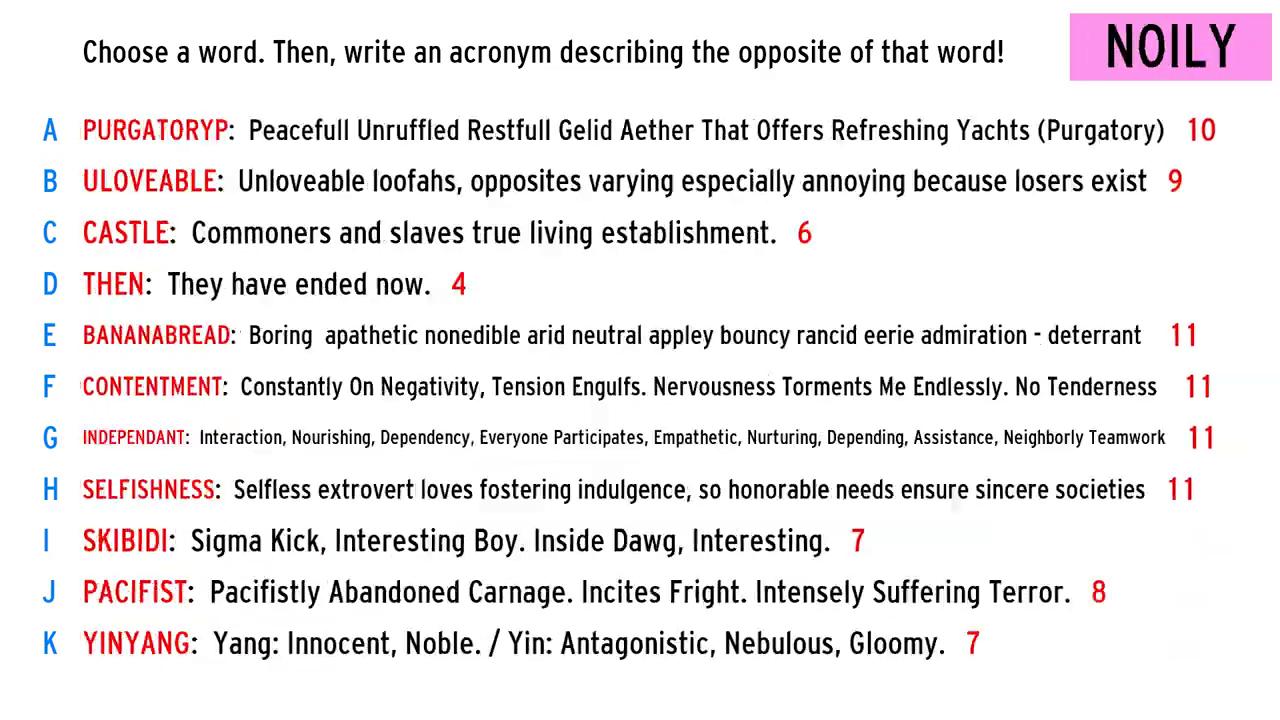 Choose a word. Then, write an acronym describing the opposite of that word!
NOILY
A PURGATORYP: Peacefull Unruffled Restfull Gelid Aether That Offers Refreshing Yachts (Purgatory) 10
B ULOVEABLE: Unloveable loofahs, opposites varying especially annoying because losers exist 9
C CASTLE: Commoners and slaves true living establishment. 6
D THEN: They have ended now. 4
E BANANABREAD: Boring apathetic nonedible arid neutral appley bouncy rancid eerie admiration - deterrant 11
F CONTENTMENT: Constantly On Negativity, Tension Engulfs. Nervousness Torments Me Endlessly. No Tenderness 11
G INDEPENDANT: Interaction, Nourishing, Dependency, Everyone Participates, Empathetic, Nurturing, Depending, Assistance, Neighborly Teamwork 11
H SELFISHNESS: Selfless extrovert loves fostering indulgence, so honorable needs ensure sincere societies 11
I SKIBIDI: Sigma Kick, Interesting Boy. Inside Dawg, Interesting. 7
J PACIFIST: Pacifistly Abandoned Carnage. Incites Fright. Intensely Suffering Terror. 8
K YINYANG: Yang: Innocent, Noble. / Yin: Antagonistic, Nebulous, Gloomy. 7